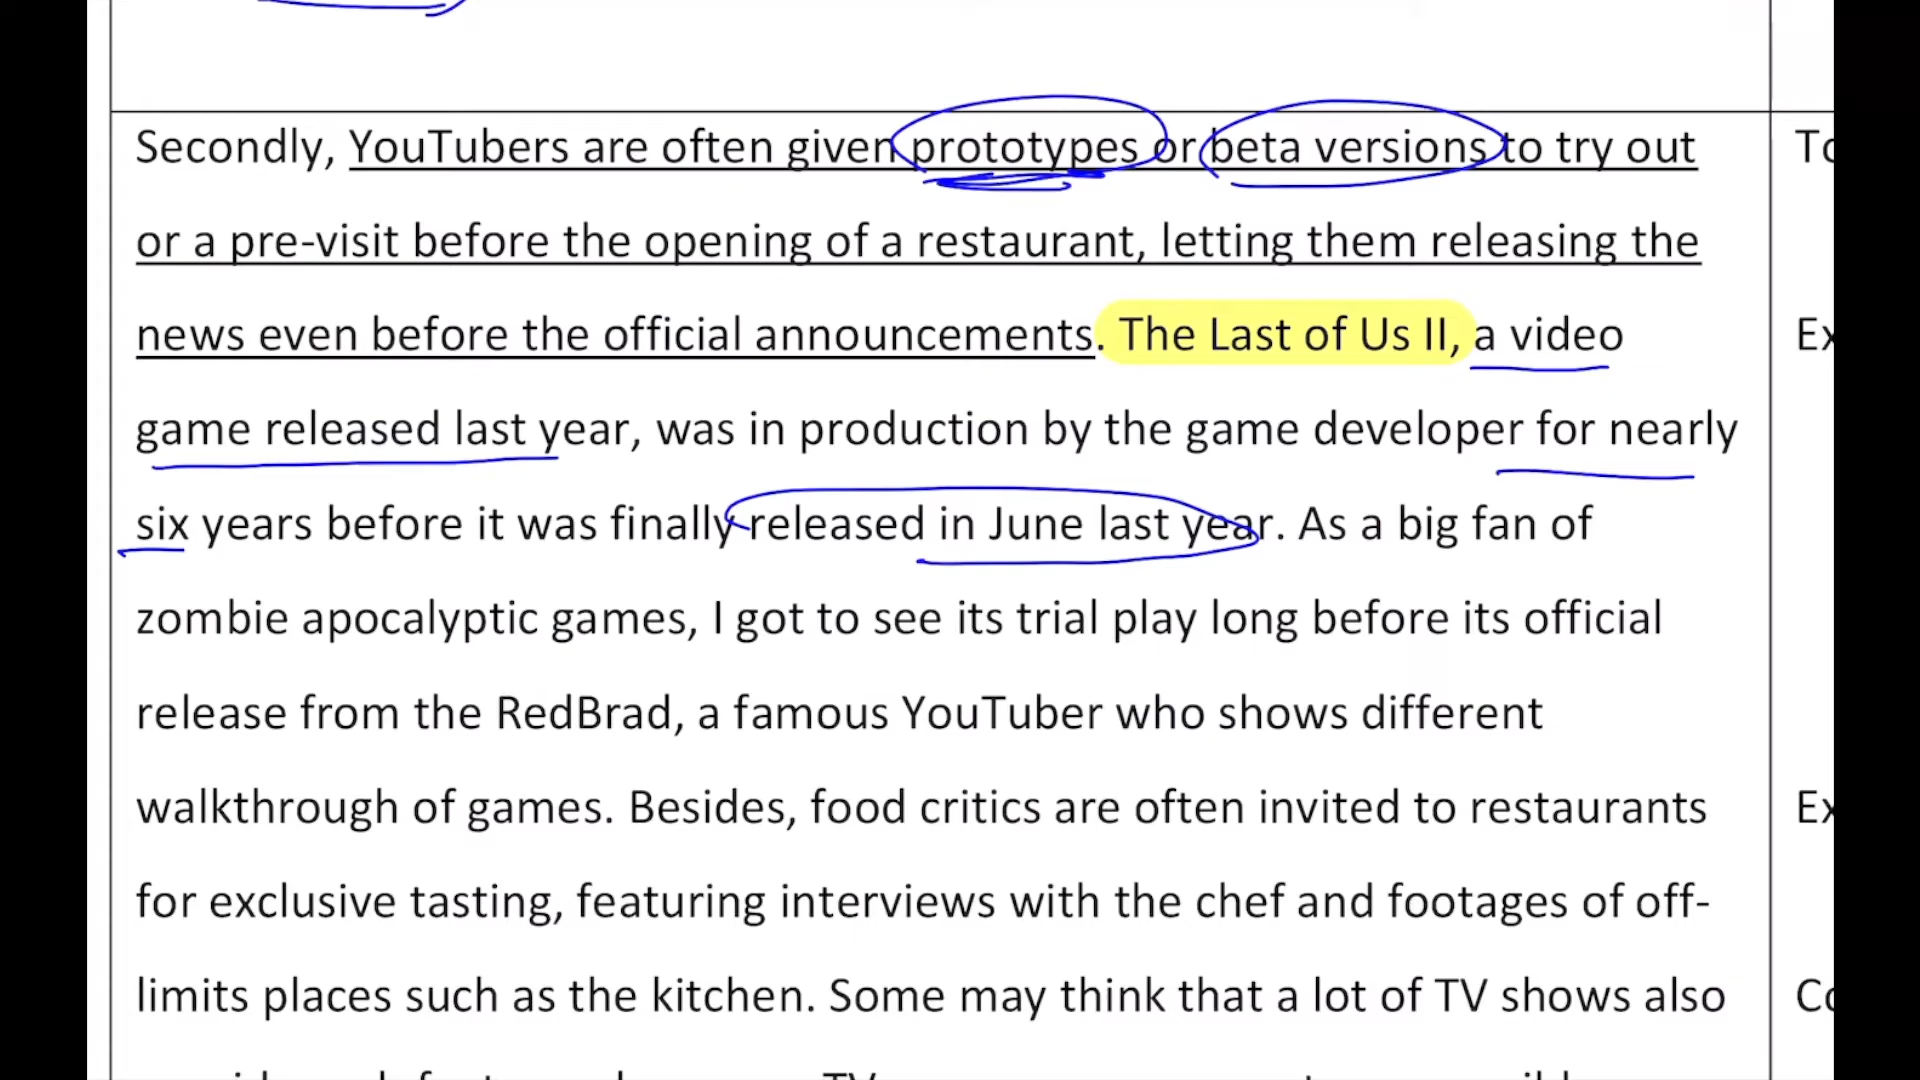 Secondly, YouTubers are often given prototypes or beta versions to try out
or a pre-visit before the opening of a restaurant, letting them releasing the
news even before the official announcements. The Last of Us II, a video
game released last year, was in production by the game developer for nearly
six years before it was finally released in June last year. As a big fan of
zombie apocalyptic games, I got to see its trial play long before its official
release from the RedBrad, a famous YouTuber who shows different
walkthrough of games. Besides, food critics are often invited to restaurants
for exclusive tasting, featuring interviews with the chef and footages of off-
limits places such as the kitchen. Some may think that a lot of TV shows also